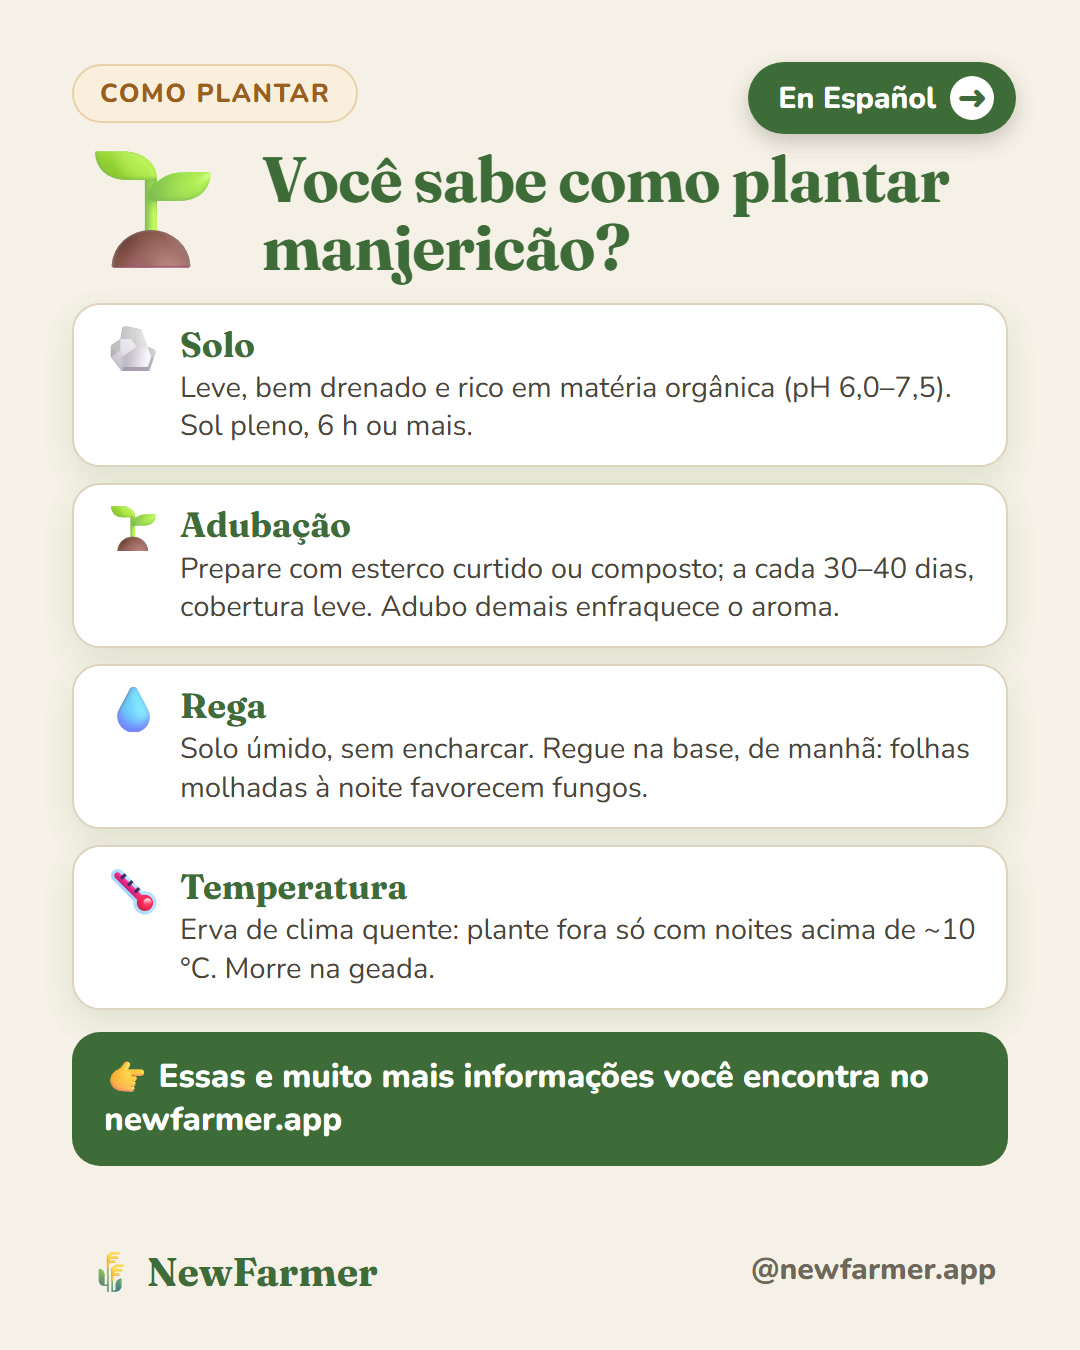 COMO PLANTAR
En Español
Você sabe como plantar
manjericão?
Solo
Leve, bem drenado e rico em matéria orgânica (pH 6,0–7,5).
Sol pleno, 6 h ou mais.
Adubação
Prepare com esterco curtido ou composto; a cada 30–40 dias,
cobertura leve. Adubo demais enfraquece o aroma.
Rega
Solo úmido, sem encharcar. Regue na base, de manhã: folhas
molhadas à noite favorecem fungos.
Temperatura
Erva de clima quente: plante fora só com noites acima de ~10
°C. Morre na geada.
Essas e muito mais informações você encontra no
newfarmer.app
NewFarmer
@newfarmer.app